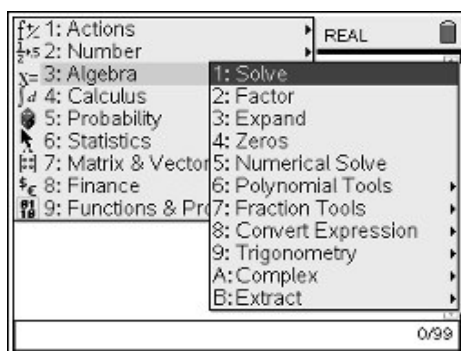 1: Actions
REAL
2: Number
3: Algebra
1: Solve
4: Calculus
2: Factor
5: Probability
3: Expand
6: Statistics
4: Zeros
7: Matrix & Vector
5: Numerical Solve
8: Finance
6: Polynomial Tools
9: Functions & Pro
7: Fraction Tools
8: Convert Expression
9: Trigonometry
A: Complex
B: Extract
0/99